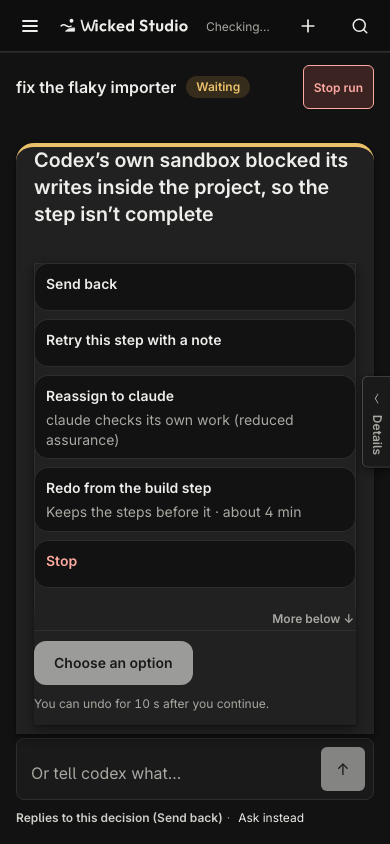 Wicked Studio
Checking...
fix the flaky importer
Waiting
Stop run
Codex’s own sandbox blocked its
writes inside the project, so the
step isn’t complete
Send back
Retry this step with a note
Reassign to claude
claude checks its own work (reduced
assurance)
Details
Redo from the build step
Keeps the steps before it · about 4 min
Stop
More below ↓
Choose an option
You can undo for 10 s after you continue.
Or tell codex what...
Replies to this decision (Send back) · Ask instead